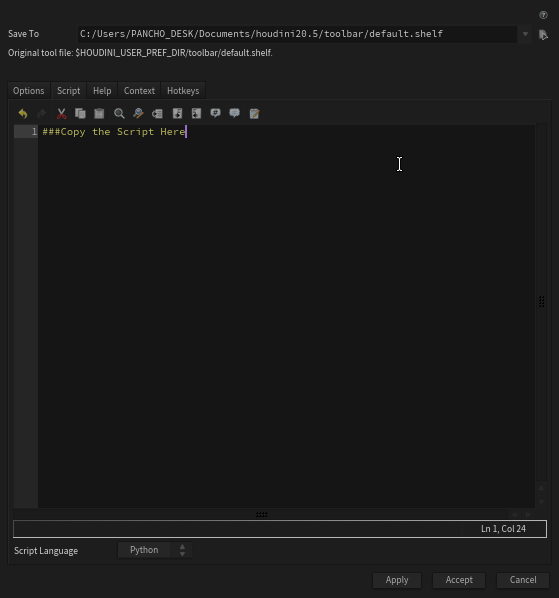 Save To C:/Users/PANCHO_DESK/Documents/houdini20.5/toolbar/default.shelf
Original tool file: $HOUDINI_USER_PREF_DIR/toolbar/default.shelf.
Options Script Help Context Hotkeys
1 ###Copy the Script Here
Ln 1, Col 24
Script Language Python
Apply Accept Cancel